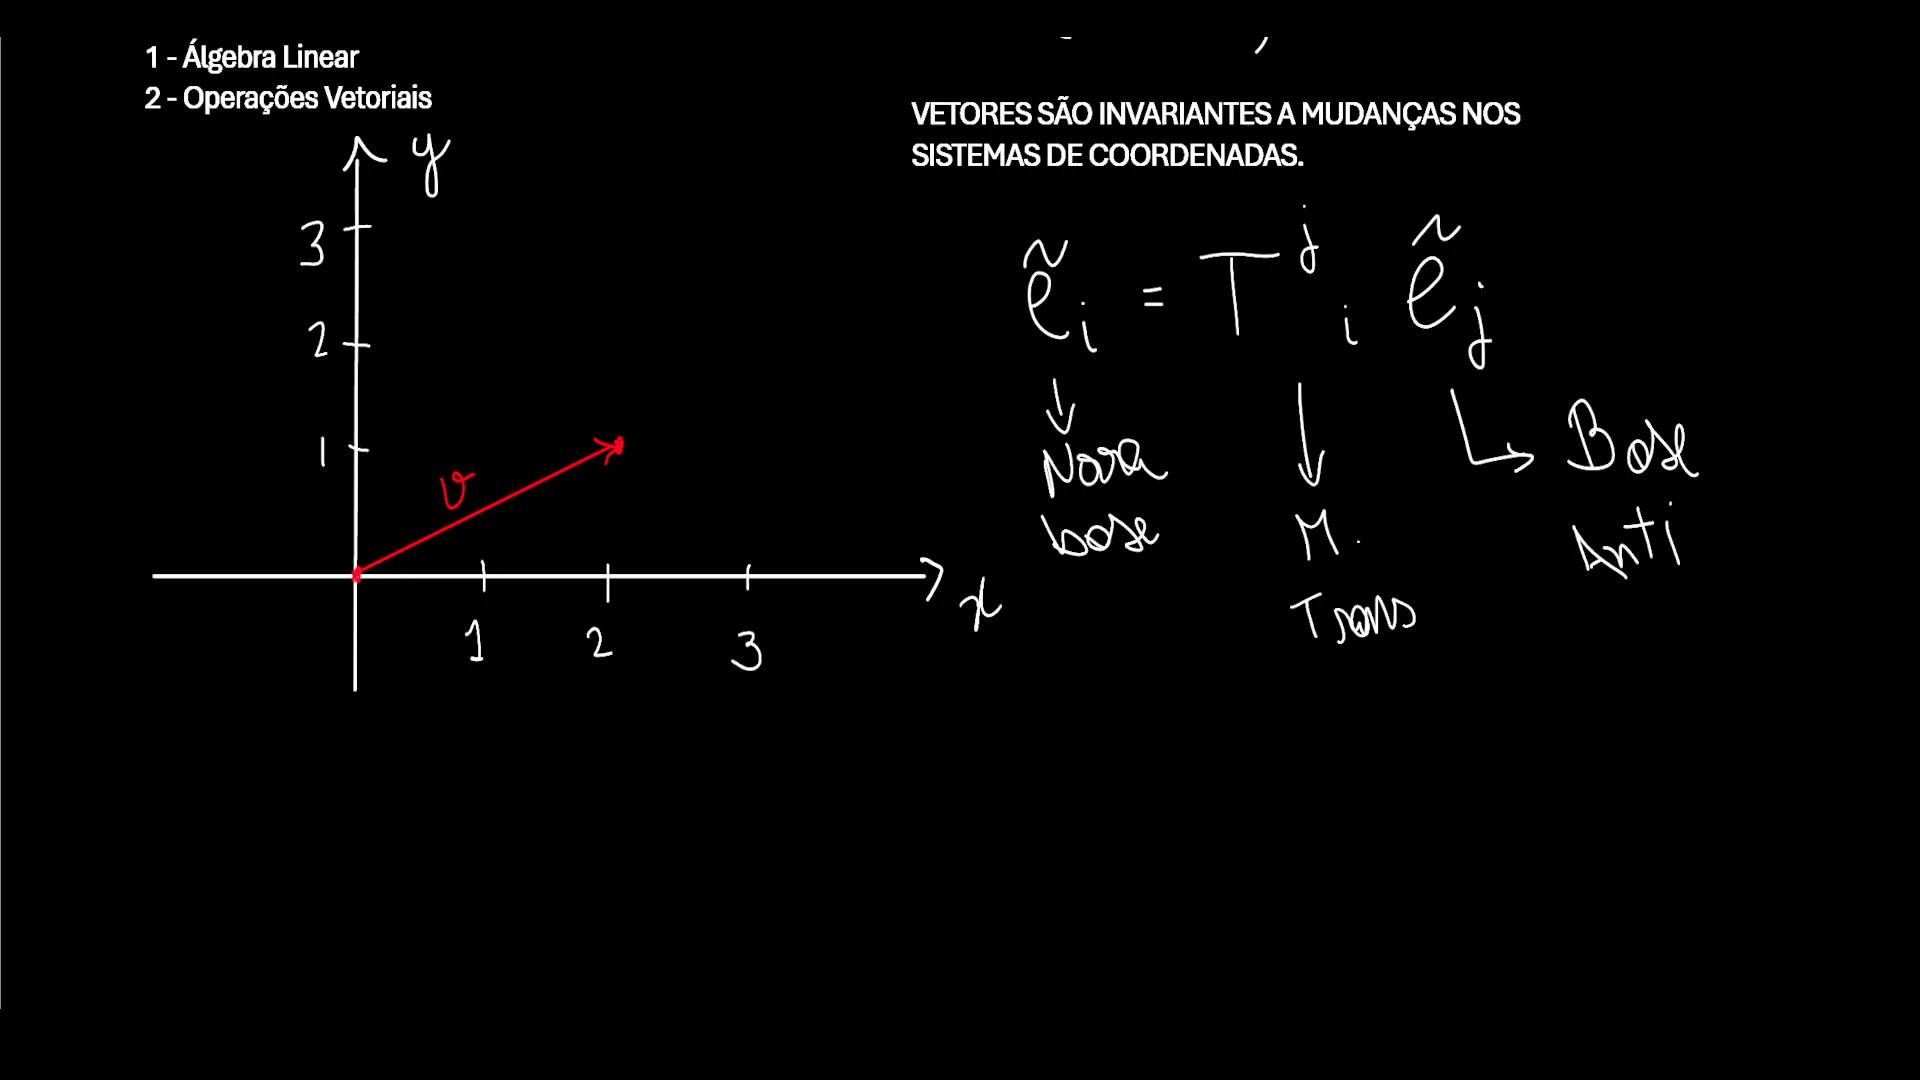 1 - Álgebra Linear
2 - Operações Vetoriais
y
3
2
1
v
x
1 2 3
VETORES SÃO INVARIANTES A MUDANÇAS NOS
SISTEMAS DE COORDENADAS.
ẽ_i = T^j_i ẽ_j
Nova
base
M.
Trans
Base
Anti